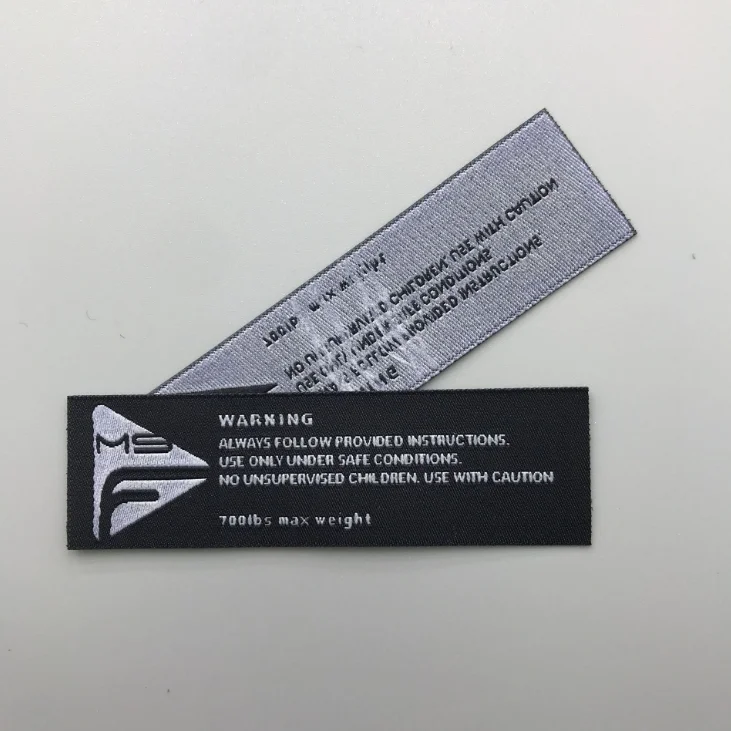 MS
WARNING
ALWAYS FOLLOW PROVIDED INSTRUCTIONS.
USE ONLY UNDER SAFE CONDITIONS.
NO UNSUPERVISED CHILDREN. USE WITH CAUTION
700lbs max weight